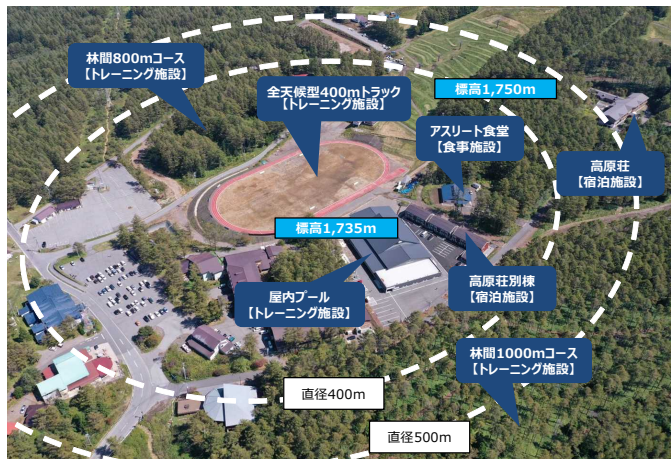 林間800mコース
【トレーニング施設】
全天候型400mトラック
【トレーニング施設】
標高1,750m
アスリート食堂
【食事施設】
高原荘
【宿泊施設】
標高1,735m
屋内プール
【トレーニング施設】
高原荘別棟
【宿泊施設】
林間1000mコース
【トレーニング施設】
直径400m
直径500m